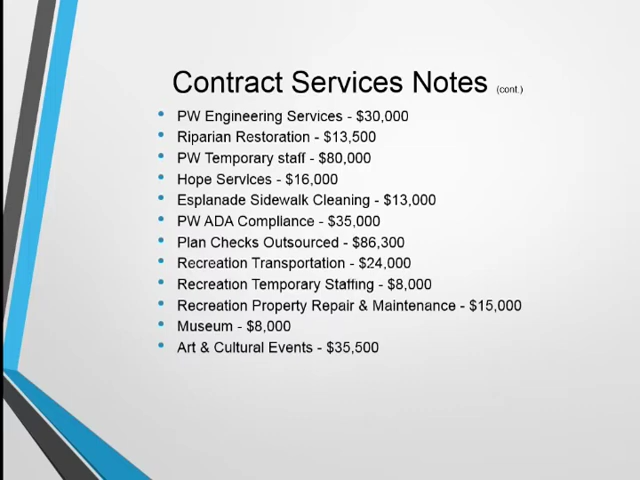 Contract Services Notes (cont.)
• PW Engineering Services - $30,000
• Riparian Restoration - $13,500
• PW Temporary staff - $80,000
• Hope Services - $16,000
• Esplanade Sidewalk Cleaning - $13,000
• PW ADA Compliance - $35,000
• Plan Checks Outsourced - $86,300
• Recreation Transportation - $24,000
• Recreation Temporary Staffing - $8,000
• Recreation Property Repair & Maintenance - $15,000
• Museum - $8,000
• Art & Cultural Events - $35,500